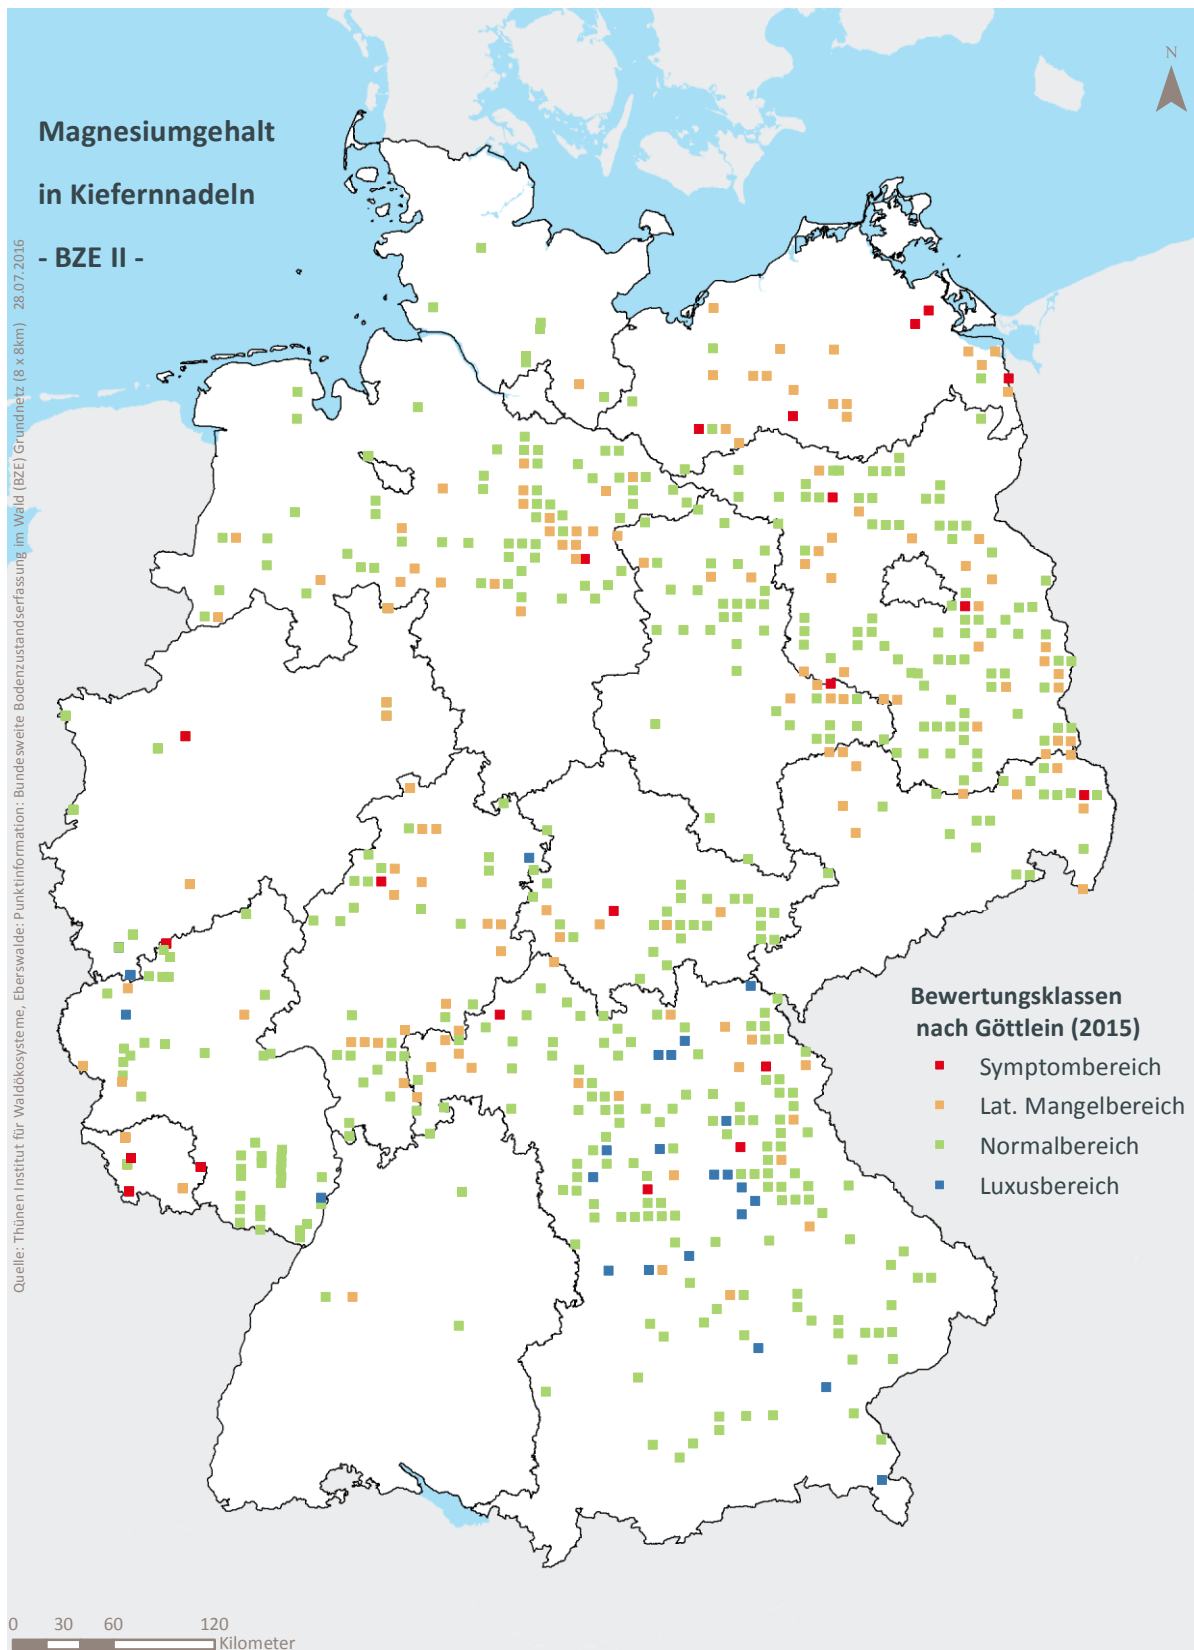 Magnesiumgehalt
in Kiefernnadeln
- BZE II -
N
Quelle: Thünen Institut für Waldökosysteme, Eberswalde: Punktinformation: Bundesweite Bodenzustandserfassung im Wald (BZE) Grundnetz (8 x 8km) 28.07.2016
Bewertungsklassen
nach Göttlein (2015)
Symptombereich
Lat. Mangelbereich
Normalbereich
Luxusbereich
0 30 60 120
Kilometer